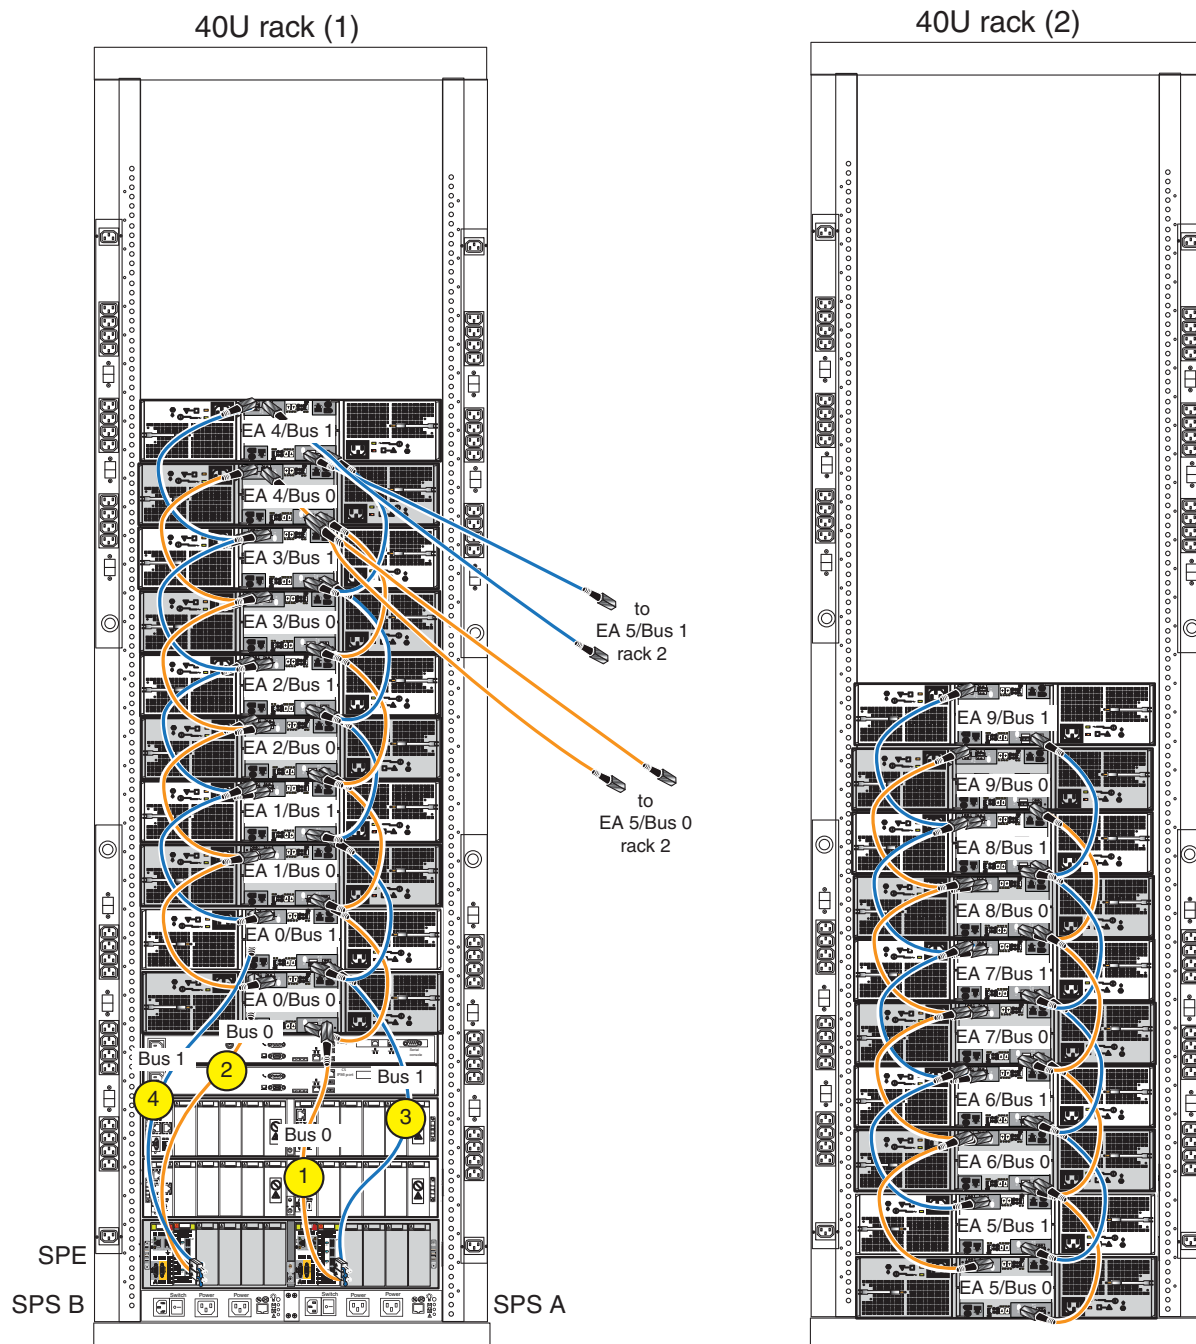 40U rack (1)
40U rack (2)
EA 4/Bus 1
EA 4/Bus 0
EA 3/Bus 1
EA 3/Bus 0
EA 2/Bus 1
EA 2/Bus 0
EA 1/Bus 1
EA 1/Bus 0
EA 0/Bus 1
EA 0/Bus 0
to
EA 5/Bus 1
rack 2
to
EA 5/Bus 0
rack 2
EA 9/Bus 1
EA 9/Bus 0
EA 8/Bus 1
EA 8/Bus 0
EA 7/Bus 1
EA 7/Bus 0
EA 6/Bus 1
EA 6/Bus 0
EA 5/Bus 1
EA 5/Bus 0
Bus 0
Bus 1
2
Bus 1
4
3
Bus 0
1
SPE
SPS B
Switch Power Power
Switch Power Power
SPS A